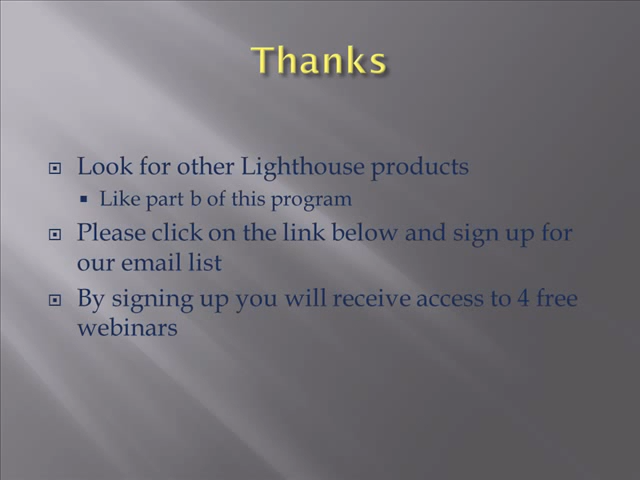 Thanks
Look for other Lighthouse products
Like part b of this program
Please click on the link below and sign up for
our email list
By signing up you will receive access to 4 free
webinars